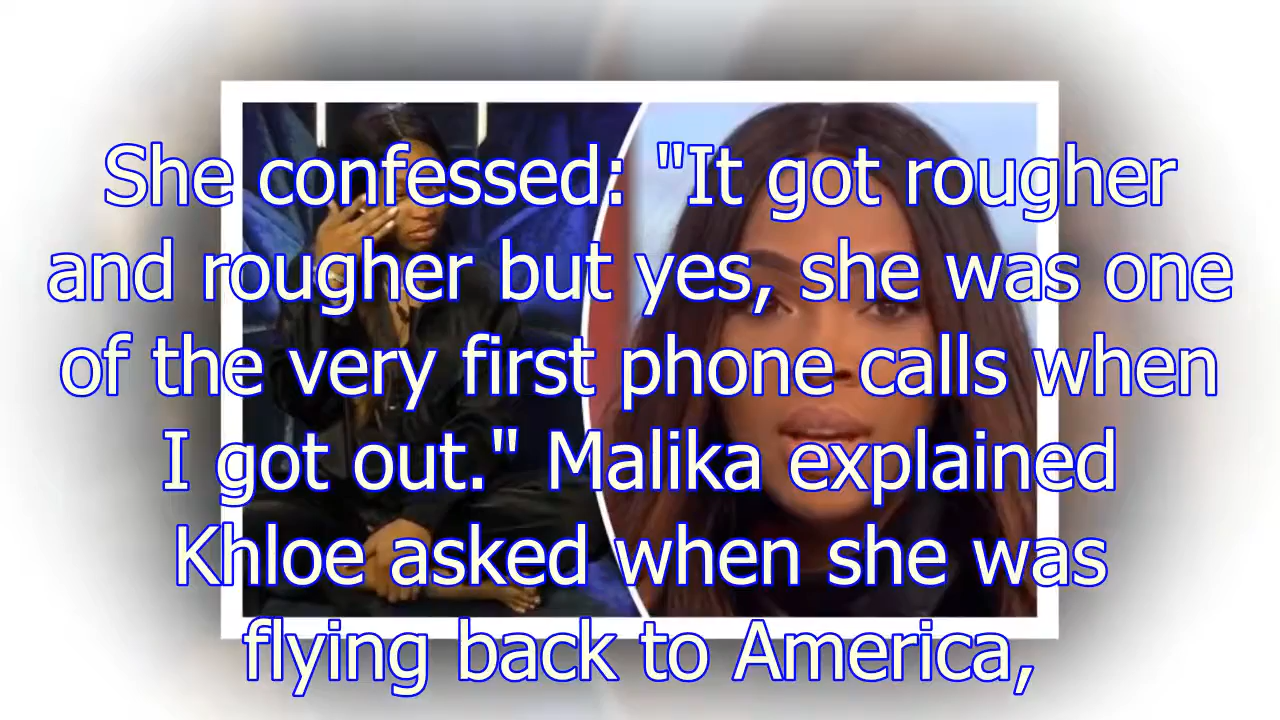 She confessed: "It got rougher
and rougher but yes, she was one
of the very first phone calls when
I got out." Malika explained
Khloe asked when she was
flying back to America,